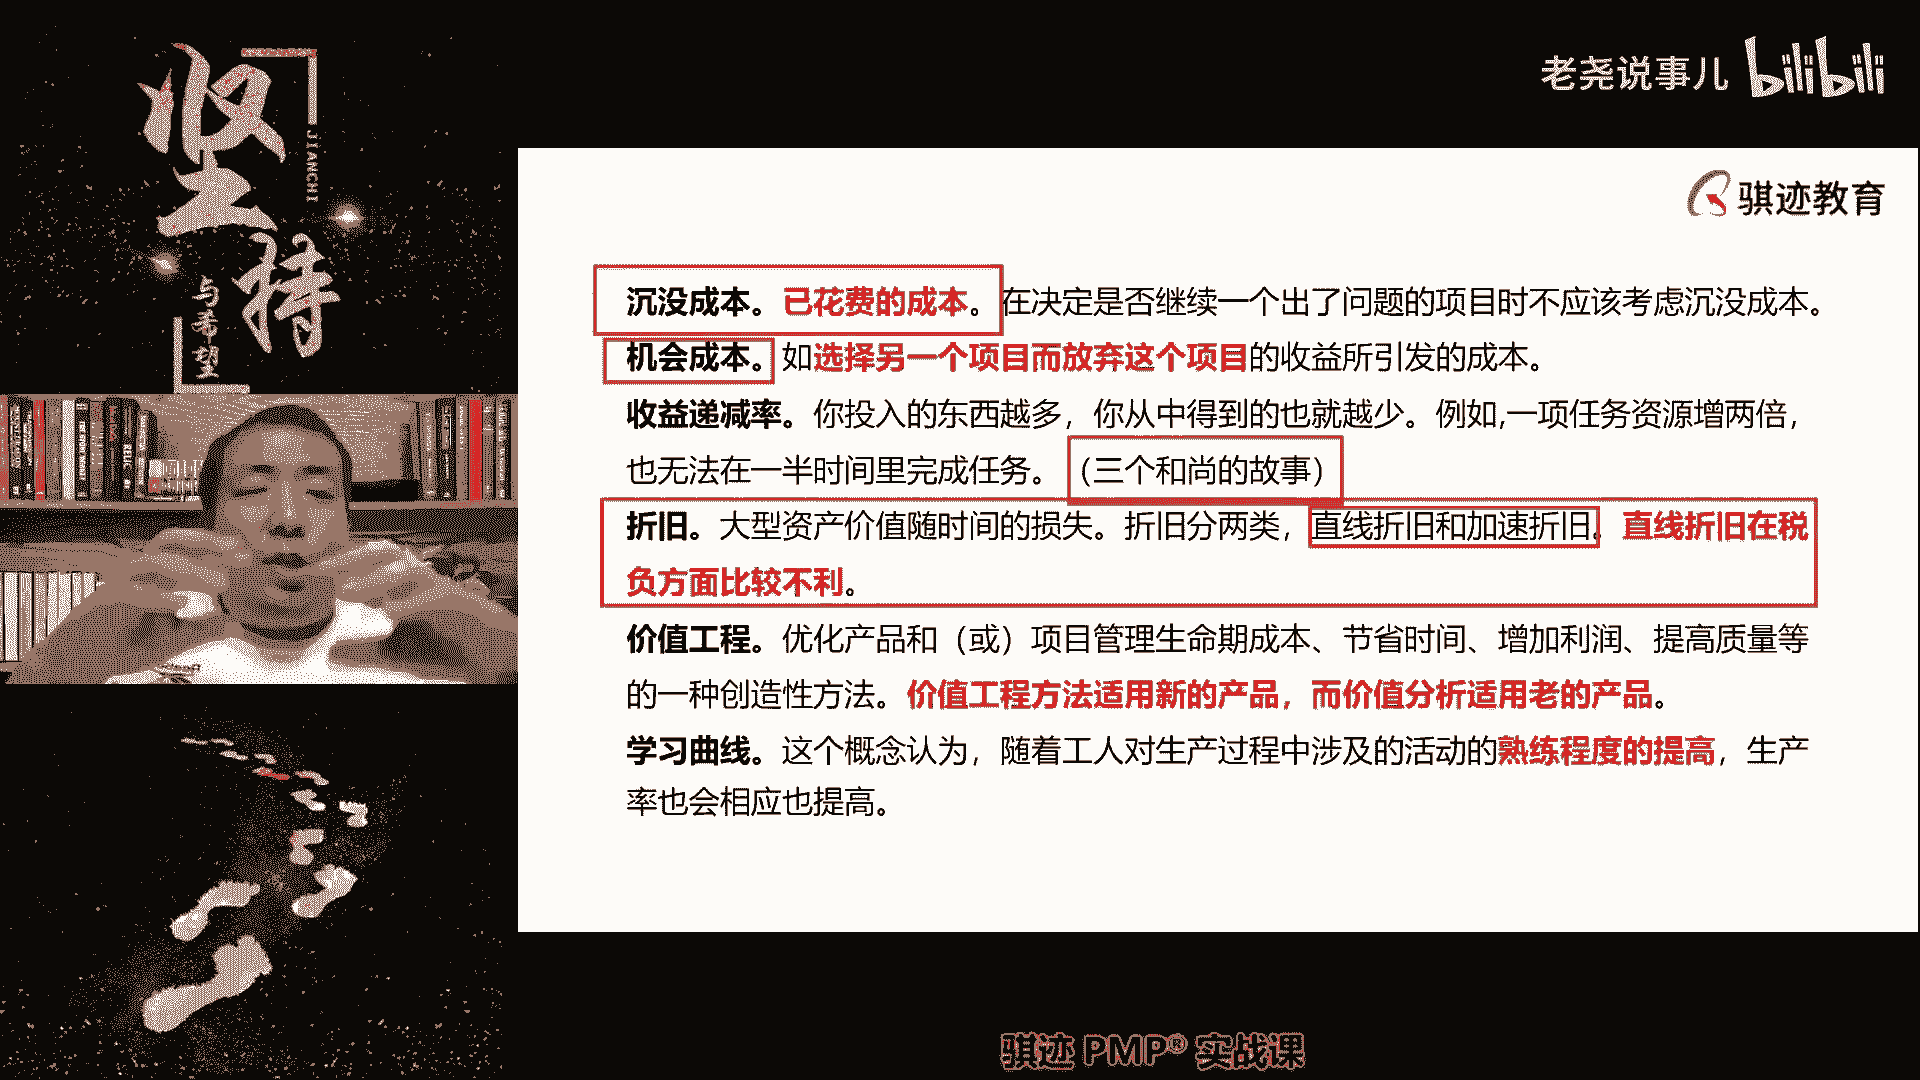 坚持
JIANCHI
与希望
老尧说事儿 bilibili
骐迹教育
沉没成本。已花费的成本。在决定是否继续一个出了问题的项目时不应该考虑沉没成本。
机会成本。如选择另一个项目而放弃这个项目的收益所引发的成本。
收益递减率。你投入的东西越多，你从中得到的也就越少。例如,一项任务资源增两倍，
也无法在一半时间里完成任务。（三个和尚的故事）
折旧。大型资产价值随时间的损失。折旧分两类，直线折旧和加速折旧。直线折旧在税
负方面比较不利。
价值工程。优化产品和（或）项目管理生命期成本、节省时间、增加利润、提高质量等
的一种创造性方法。价值工程方法适用新的产品，而价值分析适用老的产品。
学习曲线。这个概念认为，随着工人对生产过程中涉及的活动的熟练程度的提高，生产
率也会相应也提高。
骐迹 PMP® 实战课